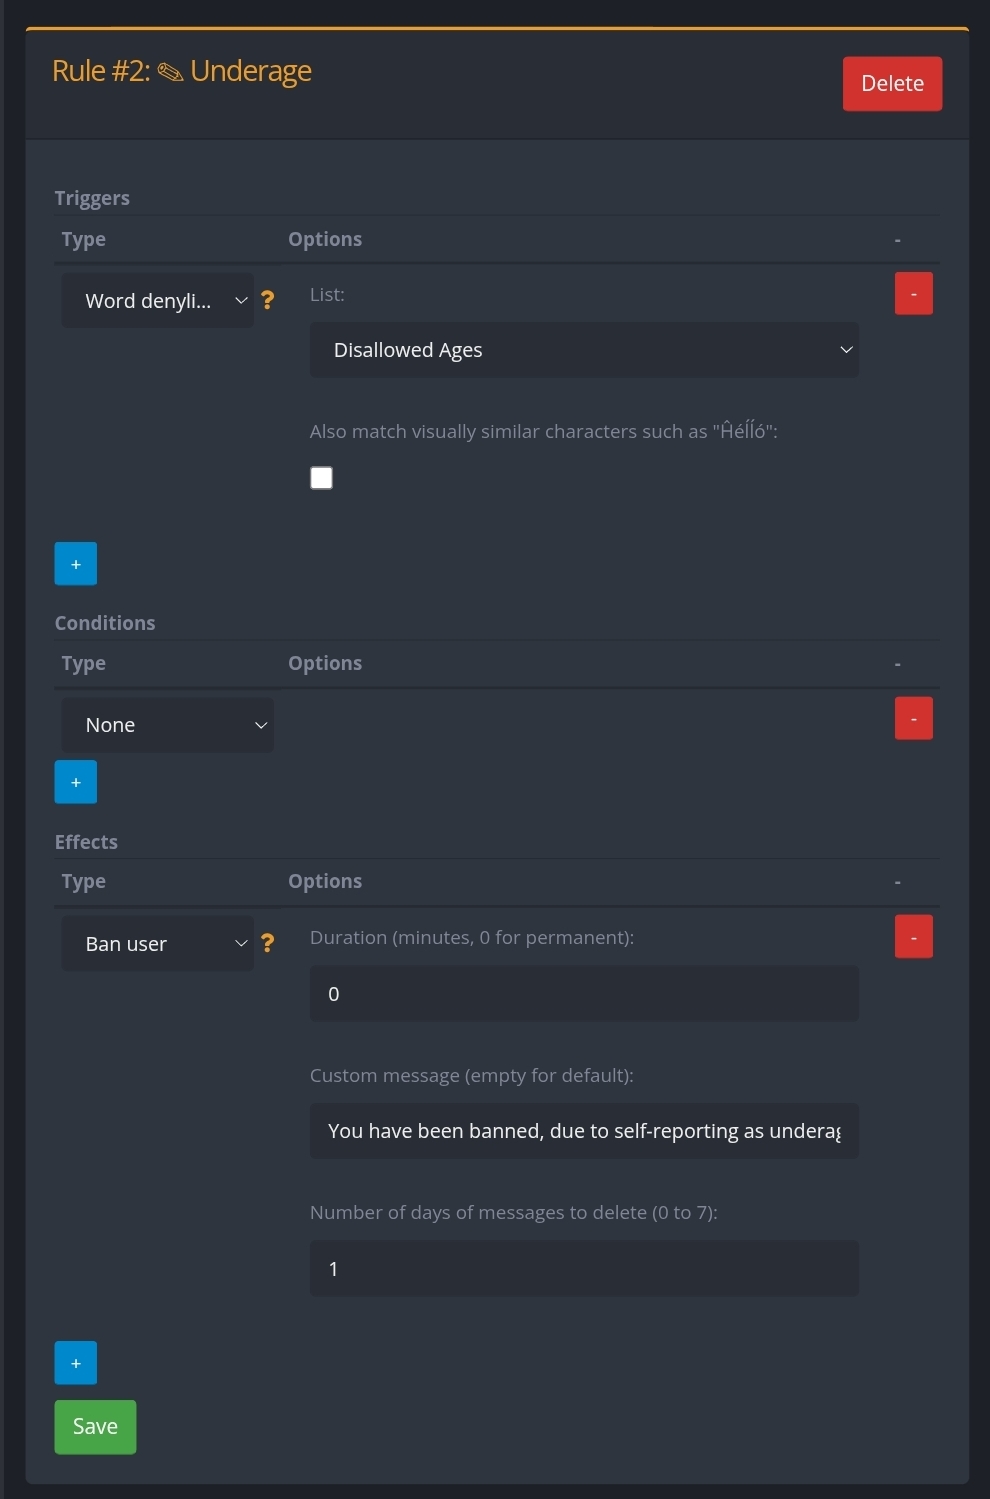 Rule #2: ✎ Underage
Delete
Triggers
Type Options -
Word denyli... ? List: -
Disallowed Ages
Also match visually similar characters such as "Ĥéĺĺó":
+
Conditions
Type Options -
None -
+
Effects
Type Options -
Ban user ? Duration (minutes, 0 for permanent): -
0
Custom message (empty for default):
You have been banned, due to self-reporting as underag
Number of days of messages to delete (0 to 7):
1
+
Save